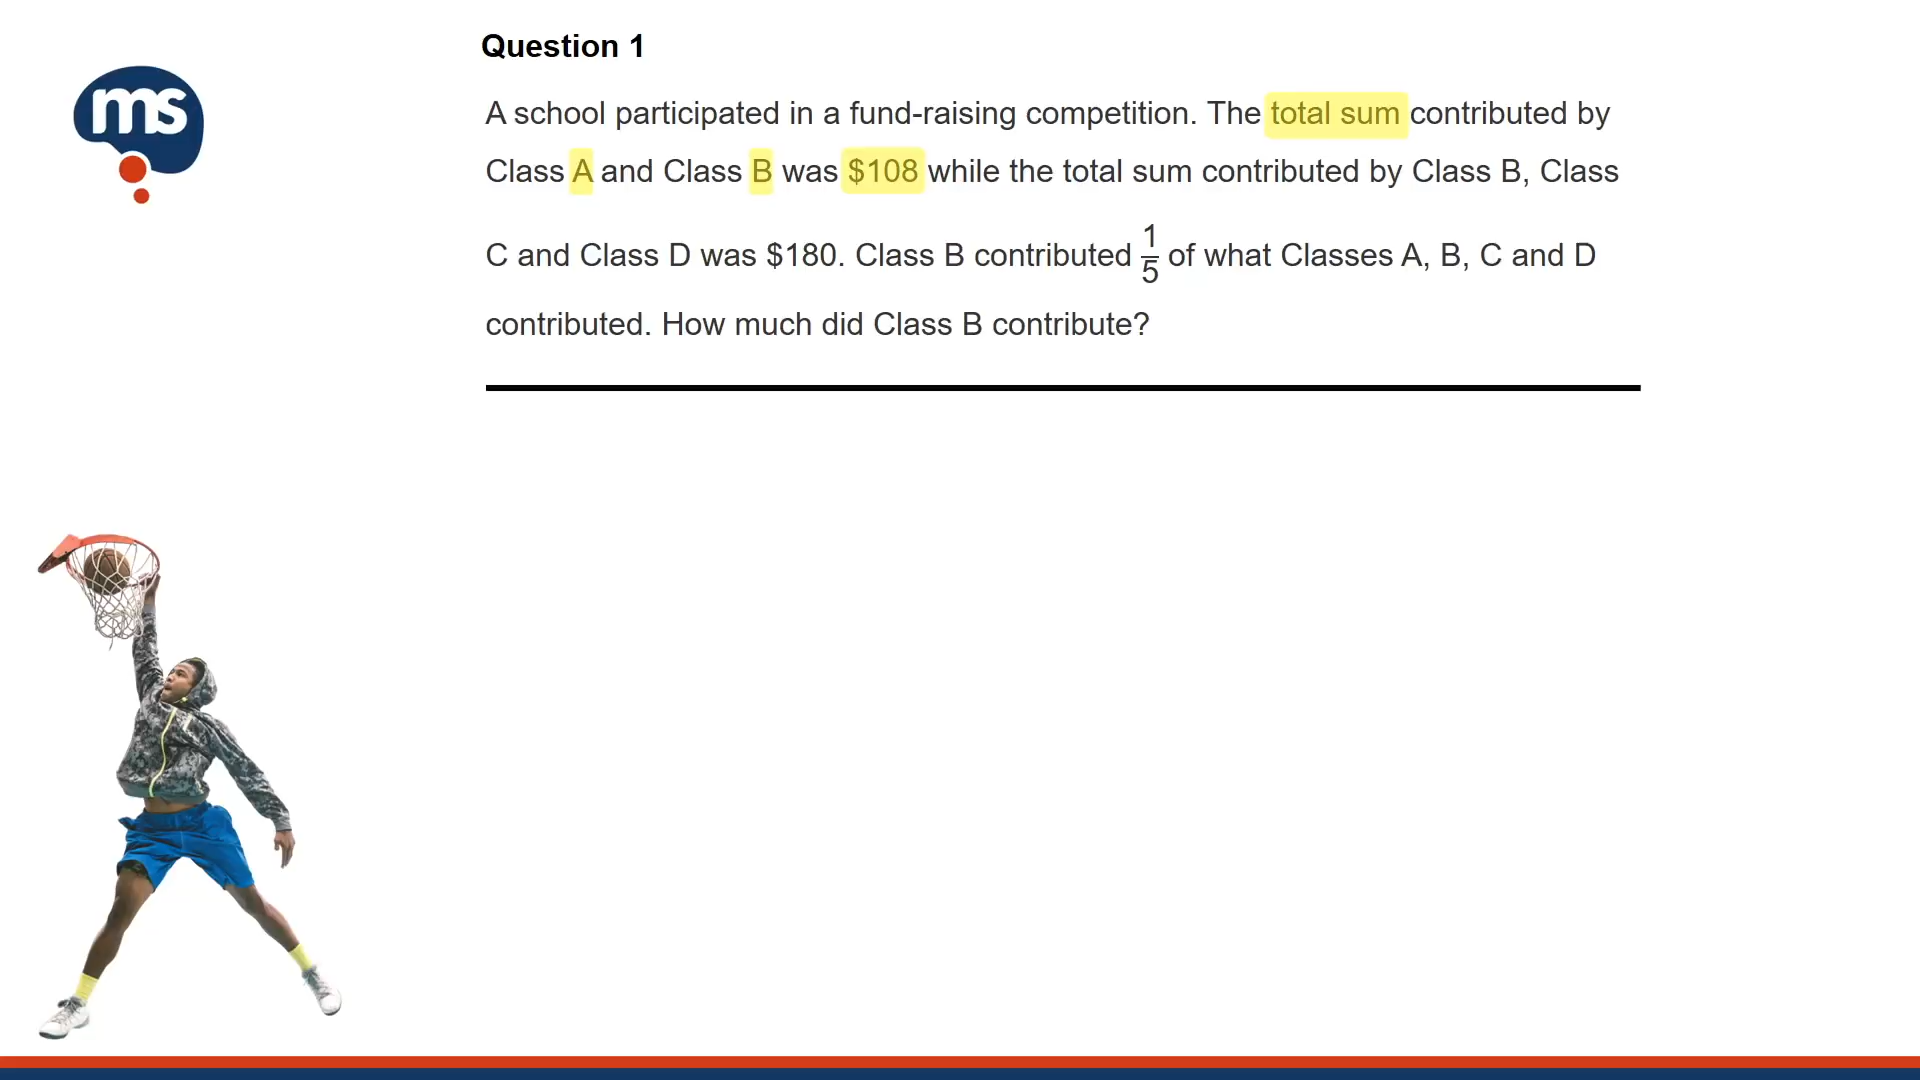 ms
Question 1
A school participated in a fund-raising competition. The total sum contributed by
Class A and Class B was $108 while the total sum contributed by Class B, Class
C and Class D was $180. Class B contributed 1/5 of what Classes A, B, C and D
contributed. How much did Class B contribute?